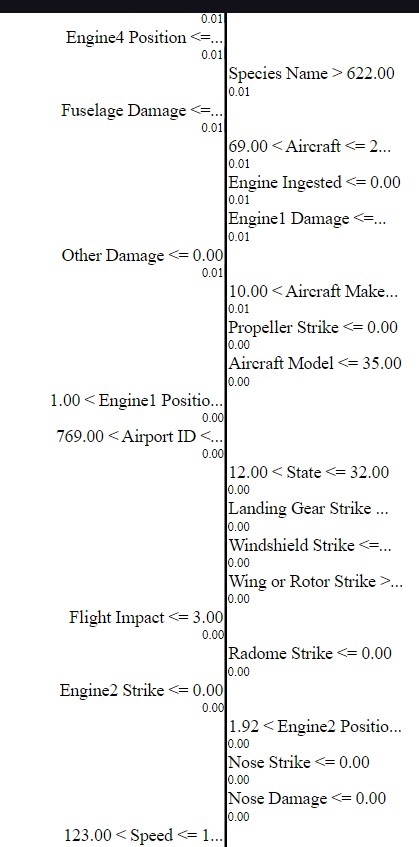 0.01
Engine4 Position <=...
0.01
Species Name > 622.00
0.01
Fuselage Damage <=...
0.01
69.00 < Aircraft <= 2...
0.01
Engine Ingested <= 0.00
0.01
Engine1 Damage <=...
0.01
Other Damage <= 0.00
0.01
10.00 < Aircraft Make...
0.01
Propeller Strike <= 0.00
0.00
Aircraft Model <= 35.00
0.00
1.00 < Engine1 Positio...
0.00
769.00 < Airport ID <...
0.00
12.00 < State <= 32.00
0.00
Landing Gear Strike ...
0.00
Windshield Strike <=...
0.00
Wing or Rotor Strike >...
0.00
Flight Impact <= 3.00
0.00
Radome Strike <= 0.00
0.00
Engine2 Strike <= 0.00
0.00
1.92 < Engine2 Positio...
0.00
Nose Strike <= 0.00
0.00
Nose Damage <= 0.00
0.00
123.00 < Speed <= 1...